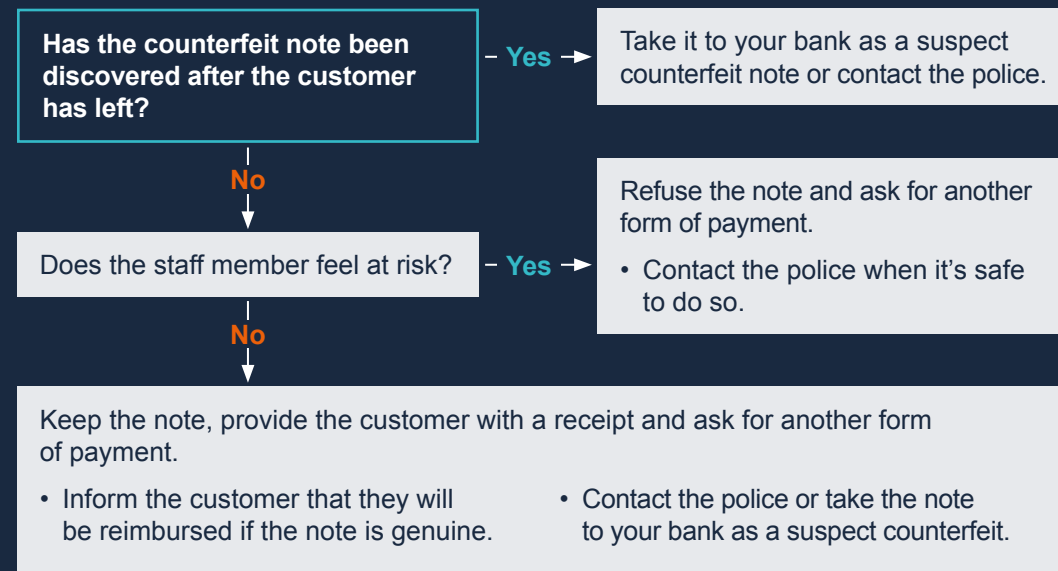 Has the counterfeit note been
discovered after the customer
has left?
Yes
Take it to your bank as a suspect
counterfeit note or contact the police.
No
Does the staff member feel at risk?
Yes
Refuse the note and ask for another
form of payment.
• Contact the police when it’s safe
to do so.
No
Keep the note, provide the customer with a receipt and ask for another form
of payment.
• Inform the customer that they will
be reimbursed if the note is genuine.
• Contact the police or take the note
to your bank as a suspect counterfeit.